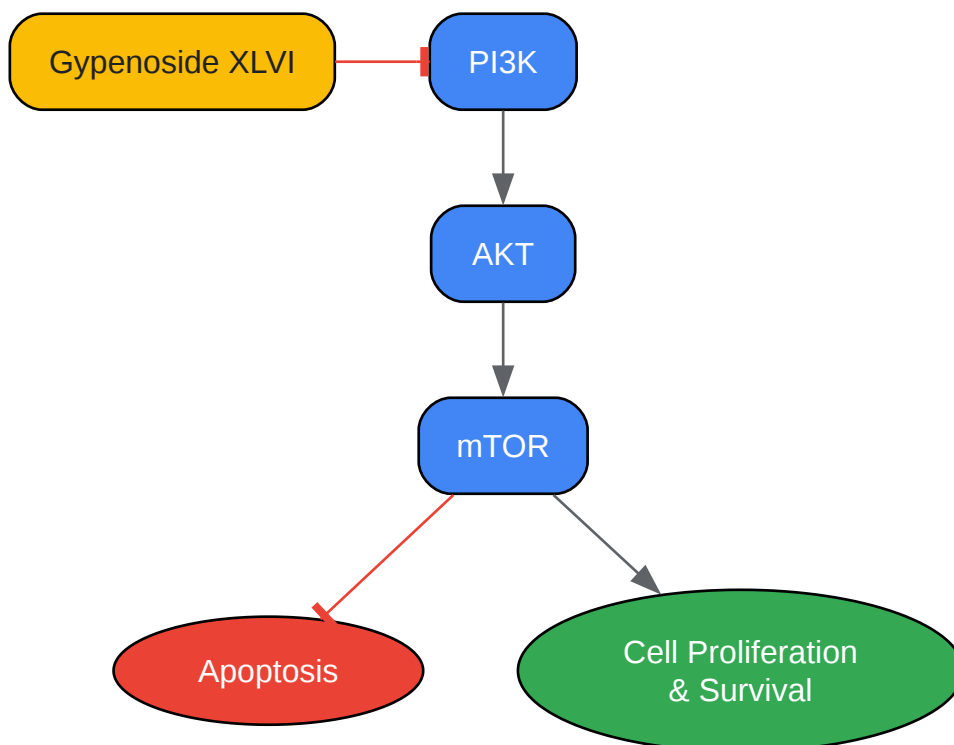 Gypenoside XLVI
PI3K
AKT
mTOR
Apoptosis
Cell Proliferation
& Survival